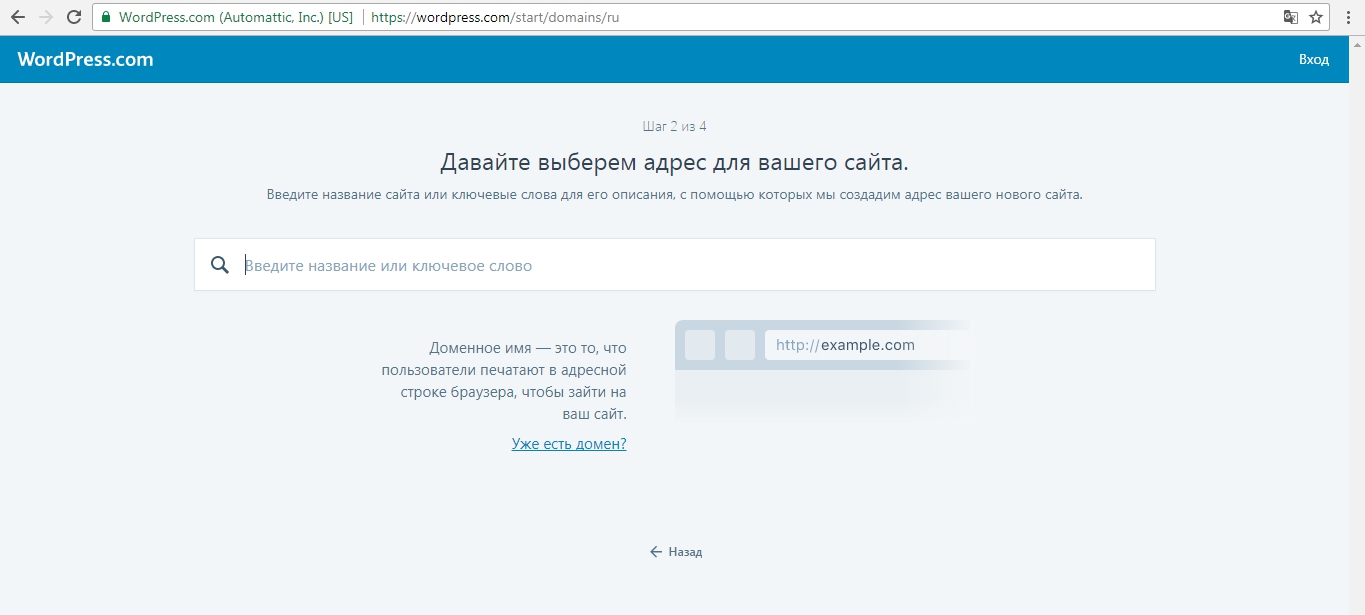 WordPress.com (Automattic, Inc.) [US] https://wordpress.com/start/domains/ru
WordPress.com Вход
Шаг 2 из 4
Давайте выберем адрес для вашего сайта.
Введите название сайта или ключевые слова для его описания, с помощью которых мы создадим адрес вашего нового сайта.
Введите название или ключевое слово
Доменное имя — это то, что
пользователи печатают в адресной
строке браузера, чтобы зайти на
ваш сайт.
Уже есть домен?
http://example.com
Назад